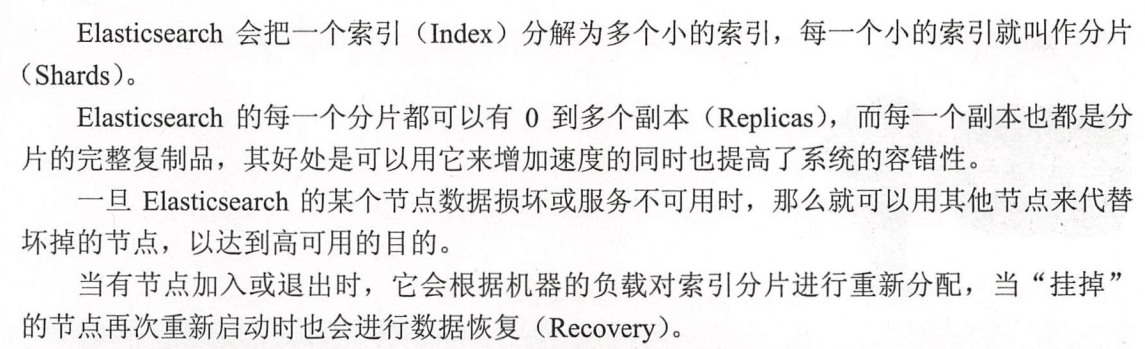 Elasticsearch 会把一个索引（Index）分解为多个小的索引，每一个小的索引就叫作分片
（Shards）。
Elasticsearch 的每一个分片都可以有 0 到多个副本（Replicas），而每一个副本也都是分
片的完整复制品，其好处是可以用它来增加速度的同时也提高了系统的容错性。
一旦 Elasticsearch 的某个节点数据损坏或服务不可用时，那么就可以用其他节点来代替
坏掉的节点，以达到高可用的目的。
当有节点加入或退出时，它会根据机器的负载对索引分片进行重新分配，当“挂掉”
的节点再次重新启动时也会进行数据恢复（Recovery）。